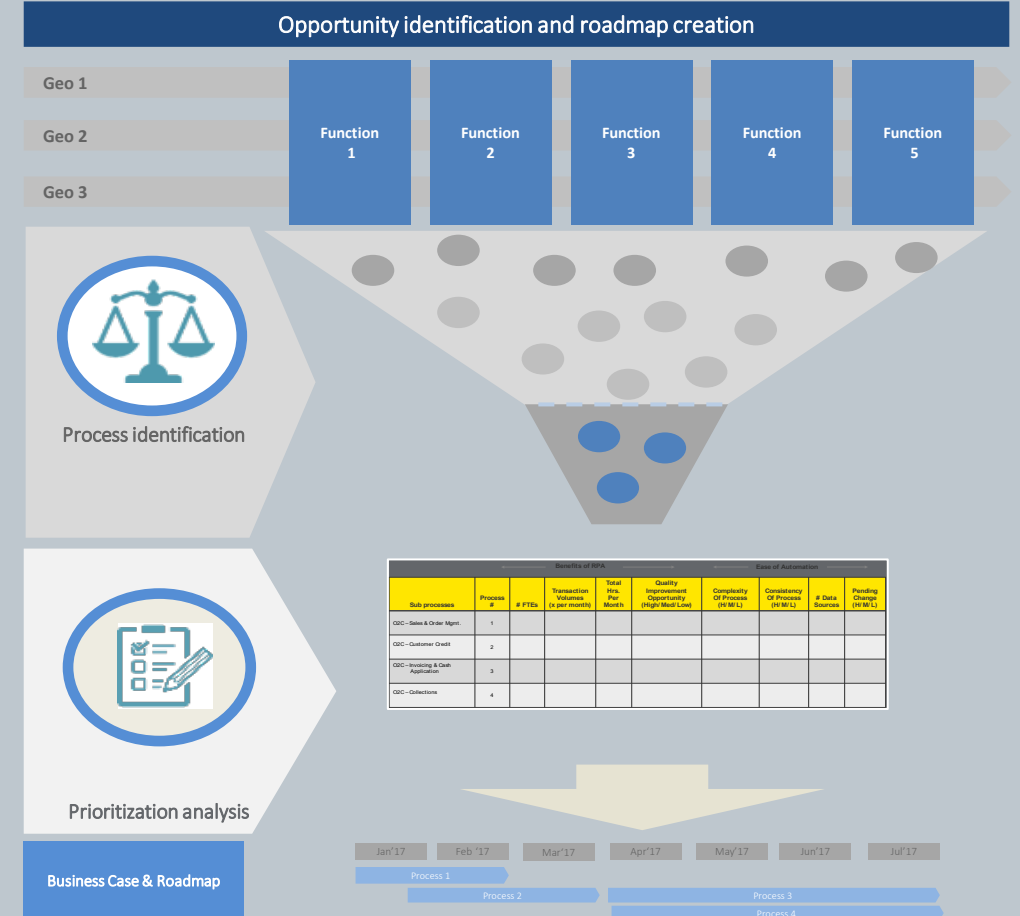 Opportunity identification and roadmap creation
Geo 1
Geo 2
Geo 3
Function
1
Function
2
Function
3
Function
4
Function
5
Process identification
Benefits of RPA
Ease of Automation
Sub processes
Process
#
# FTEs
Transaction
Volumes
(x per month)
Total
Hrs.
Per
Month
Quality
Improvement
Opportunity
(High/Med/Low)
Complexity
Of Process
(H/M/L)
Consistency
Of Process
(H/M/L)
# Data
Sources
Pending
Change
(H/M/L)
O2C – Sales & Order Mgmt.
1
O2C – Customer Credit
2
O2C – Invoicing & Cash
Application
3
O2C – Collections
4
Prioritization analysis
Business Case & Roadmap
Jan'17
Feb '17
Mar'17
Apr'17
May'17
Jun'17
Jul'17
Process 1
Process 2
Process 3
Process 4